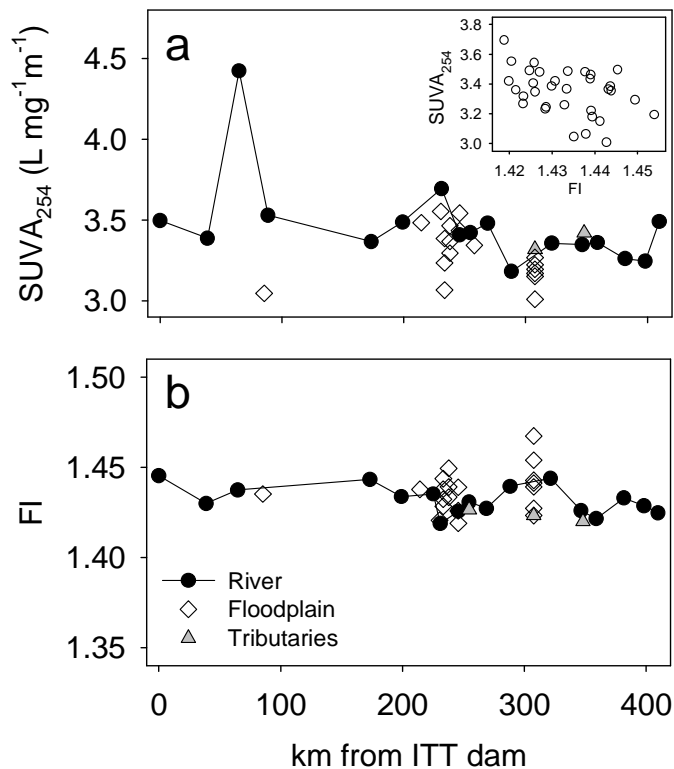 a
SUVA254 (L mg-1m-1)
4.5
4.0
3.5
3.0
SUVA254
3.8
3.6
3.4
3.2
3.0
1.42 1.43 1.44 1.45
FI
b
FI
1.50
1.45
1.40
1.35
River
Floodplain
Tributaries
0 100 200 300 400
km from ITT dam